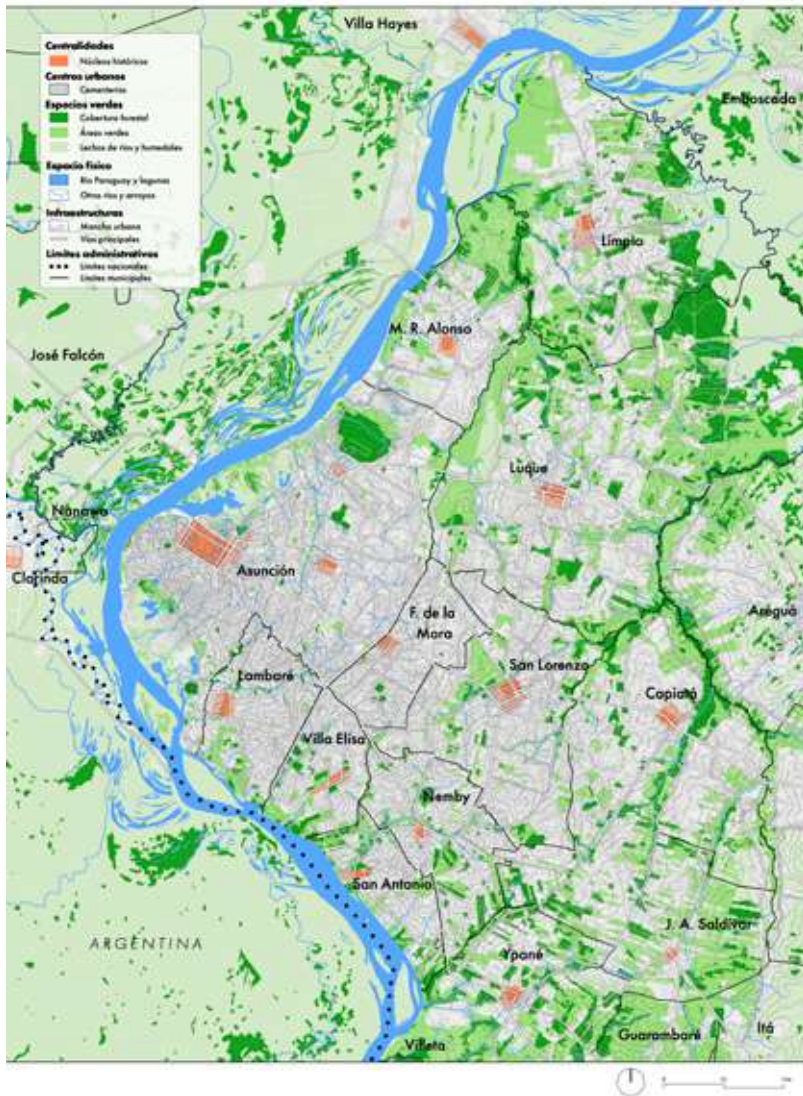 Villa Hayes
Centralidades
Núcleos históricos
Centros urbanos
Cementerios
Espacios verdes
Cobertura forestal
Áreas verdes
Lechos de ríos y humedales
Espacio físico
Río Paraguay y lagunas
Otros ríos y arroyos
Infraestructuras
Mancha urbana
Vías principales
Límites administrativos
Límites nacionales
Límites municipales
Emboscada
Limpio
M. R. Alonso
José Falcón
Luque
Nanawa
Clorinda
Asunción
F. de la
Mora
Areguá
San Lorenzo
Lambaré
Capiatá
Villa Elisa
Ñemby
San Antonio
J. A. Saldívar
ARGENTINA
Ypané
Itá
Guarambaré
Villeta